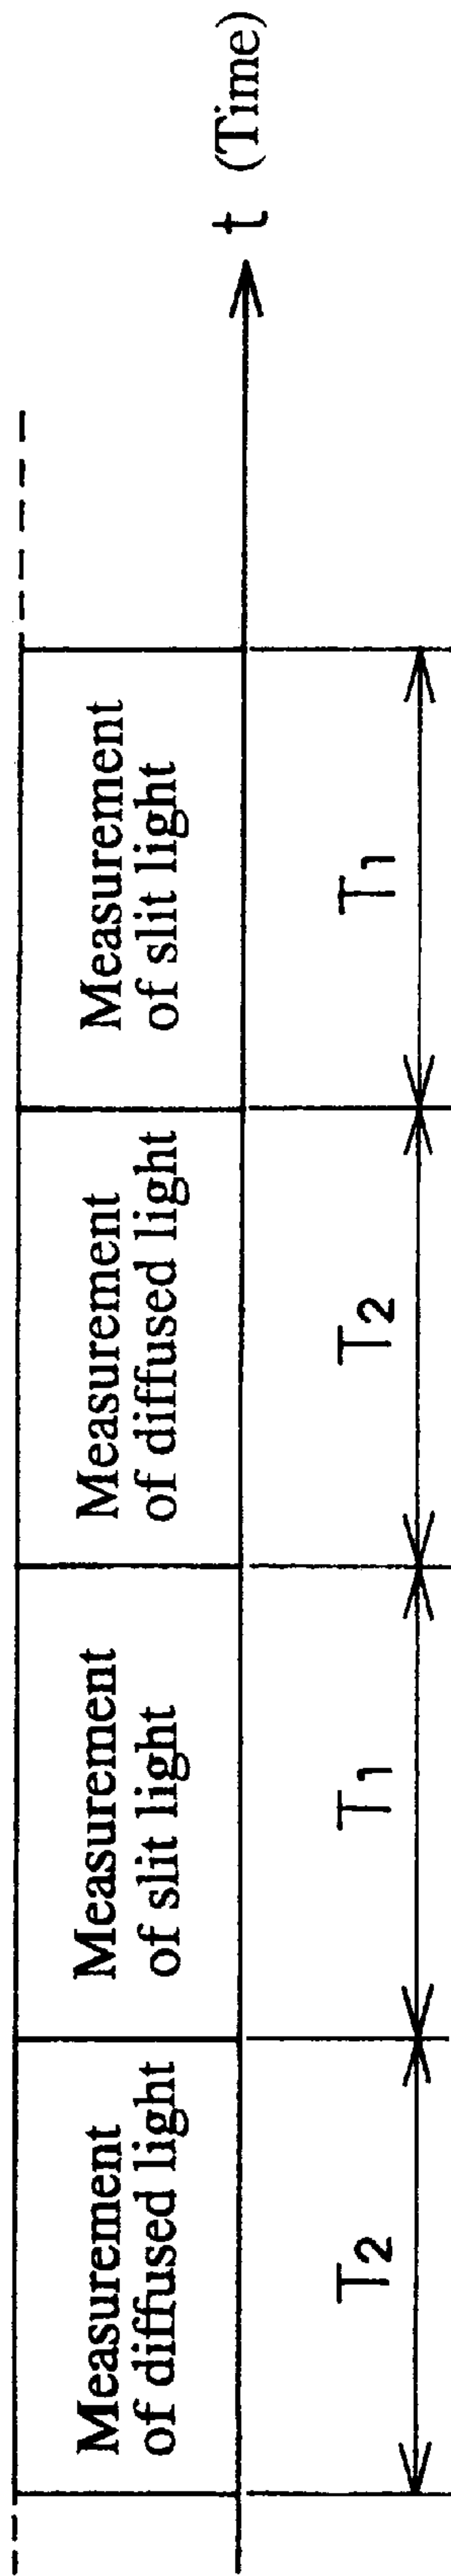 Measurement
of diffused light
Measurement
of slit light
Measurement
of diffused light
Measurement
of slit light
t (Time)
T2
T1
T2
T1